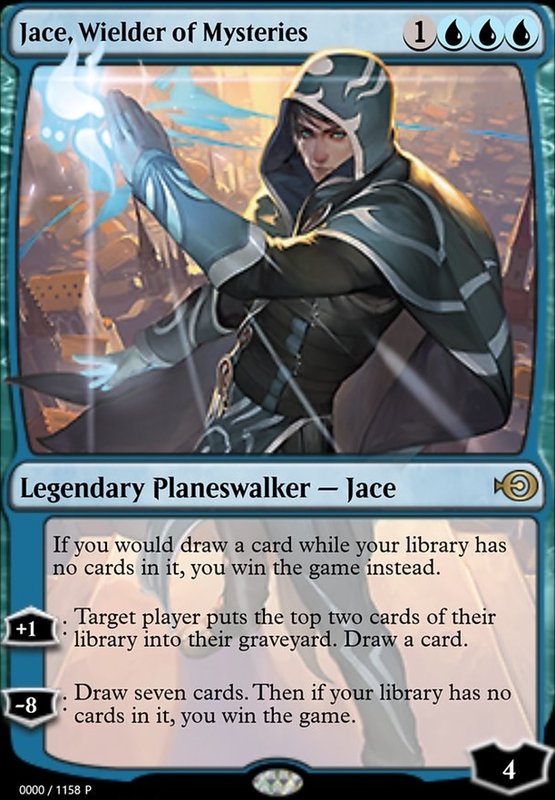 Jace, Wielder of Mysteries 1
Legendary Planeswalker — Jace
If you would draw a card while your library has
no cards in it, you win the game instead.
+1: Target player puts the top two cards of their
library into their graveyard. Draw a card.
-8: Draw seven cards. Then if your library has no
cards in it, you win the game.
4
0000 / 1158 P